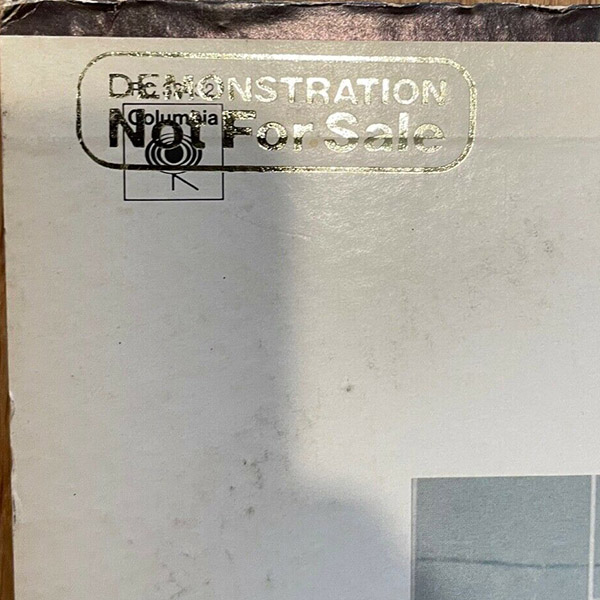 DEMONSTRATION
Columbia
Not For Sale